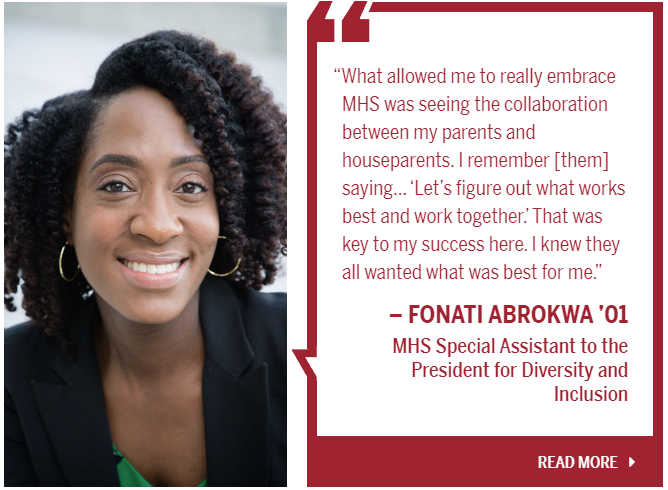 “What allowed me to really embrace
MHS was seeing the collaboration
between my parents and
houseparents. I remember [them]
saying... ‘Let’s figure out what works
best and work together.’ That was
key to my success here. I knew they
all wanted what was best for me.”
– FONATI ABROKWA ’01
MHS Special Assistant to the
President for Diversity and
Inclusion
READ MORE